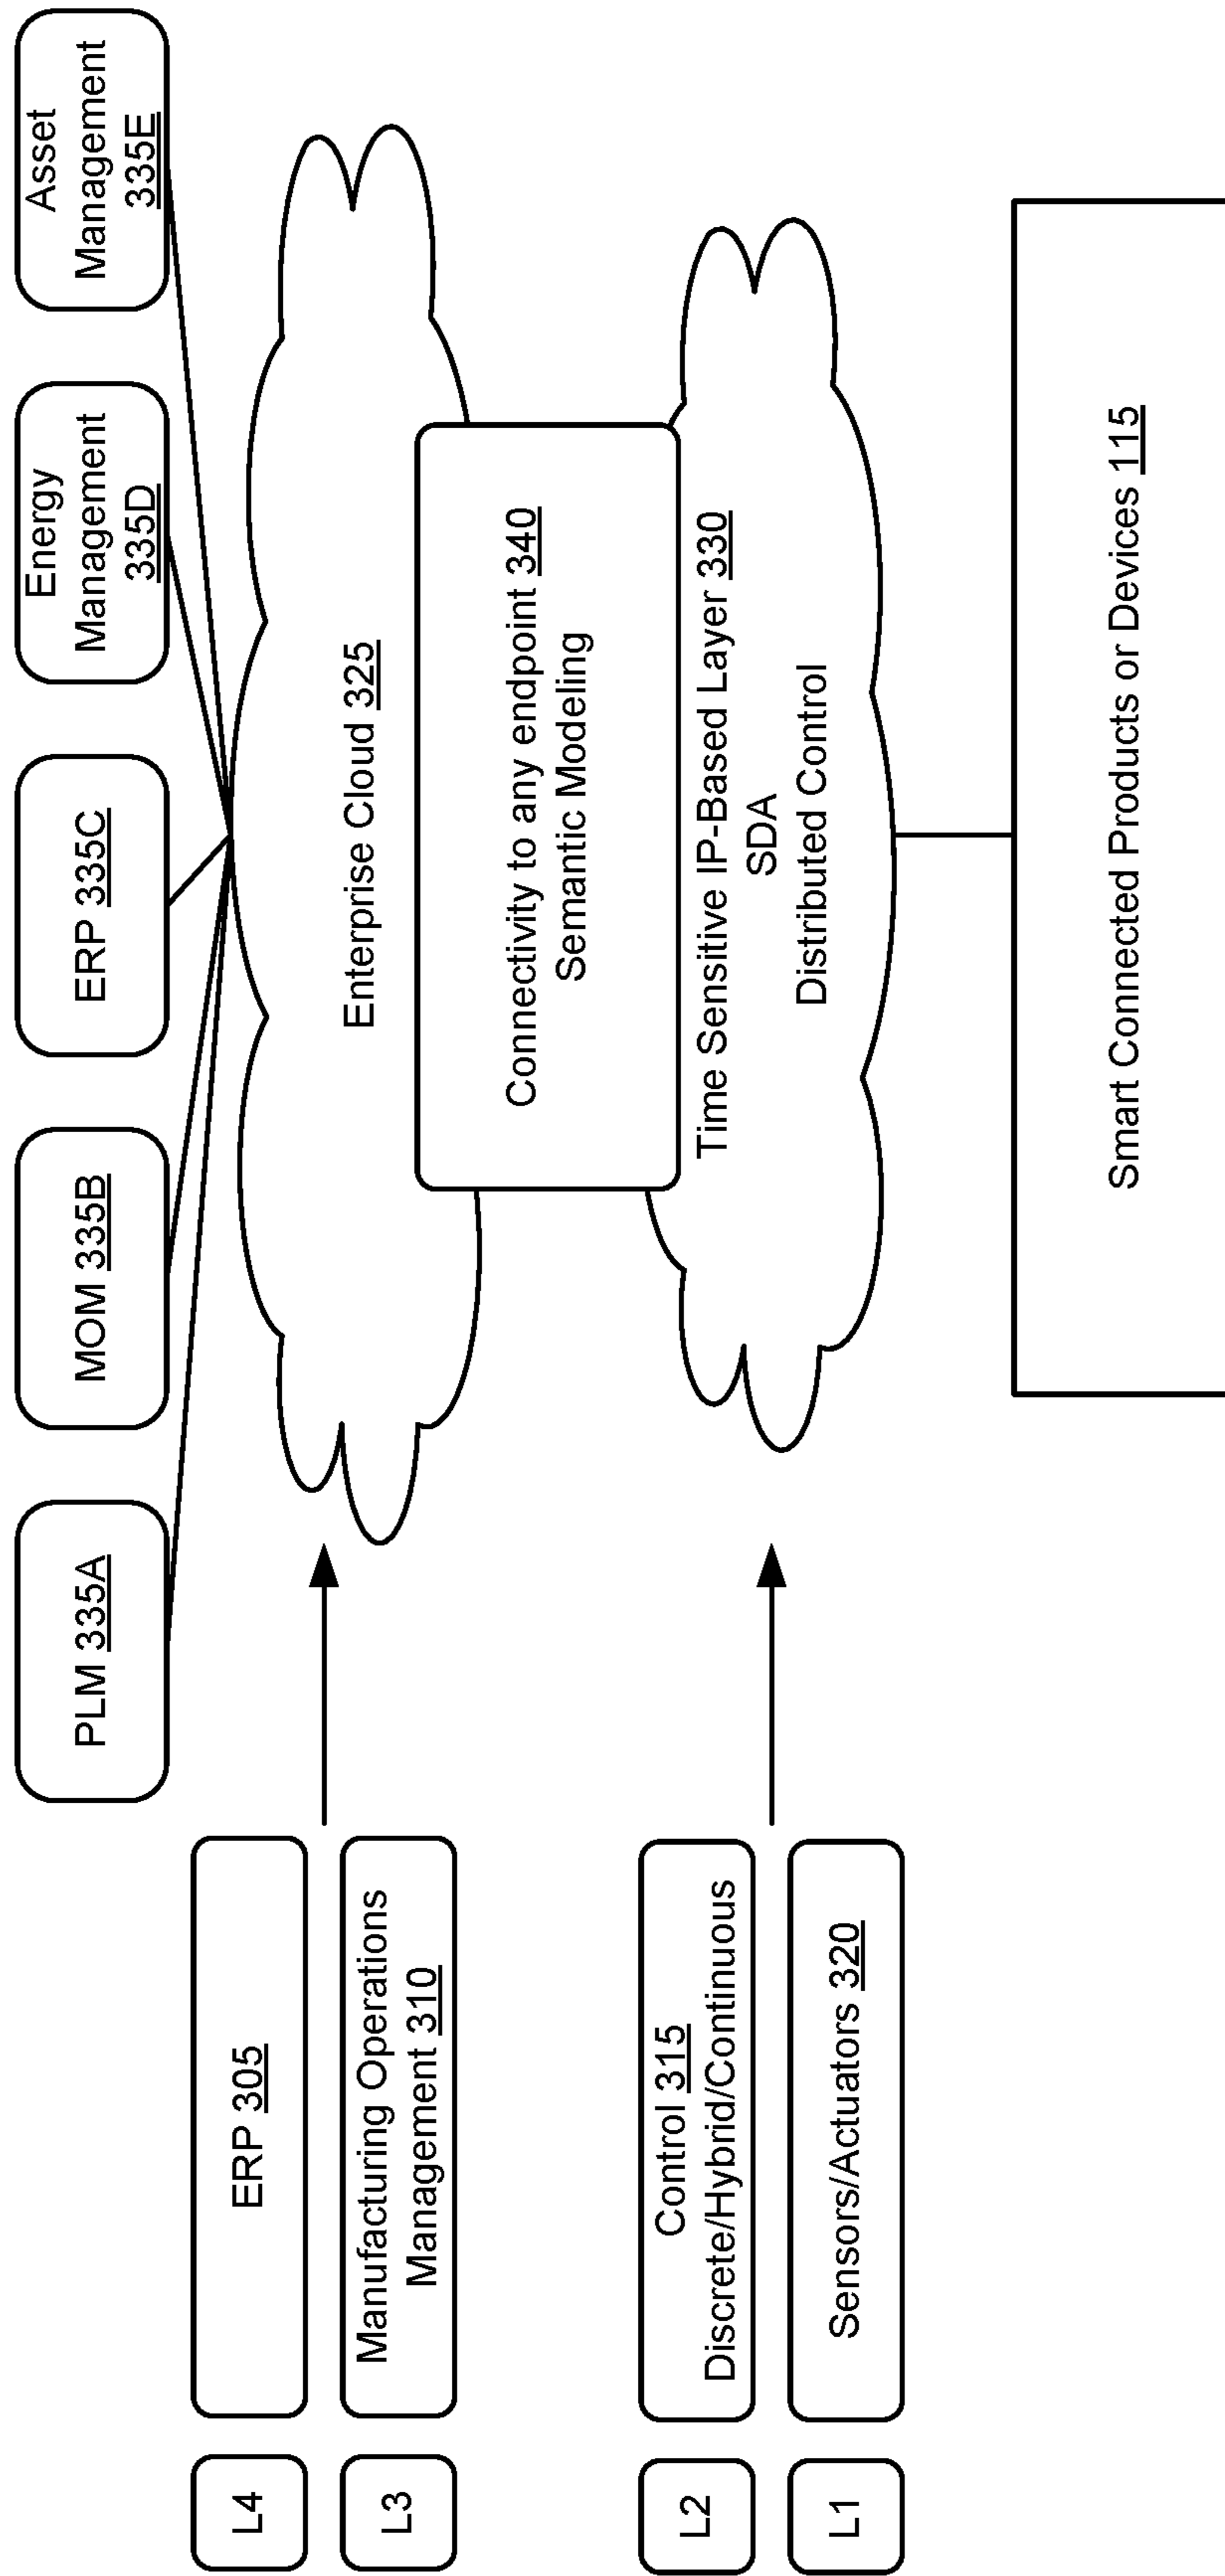 PLM 335A
MOM 335B
ERP 335C
Energy
Management
335D
Asset
Management
335E
L4
ERP 305
L3
Manufacturing Operations
Management 310
Enterprise Cloud 325
Connectivity to any endpoint 340
Semantic Modeling
L2
Control 315
Discrete/Hybrid/Continuous
L1
Sensors/Actuators 320
Time Sensitive IP-Based Layer 330
SDA
Distributed Control
Smart Connected Products or Devices 115